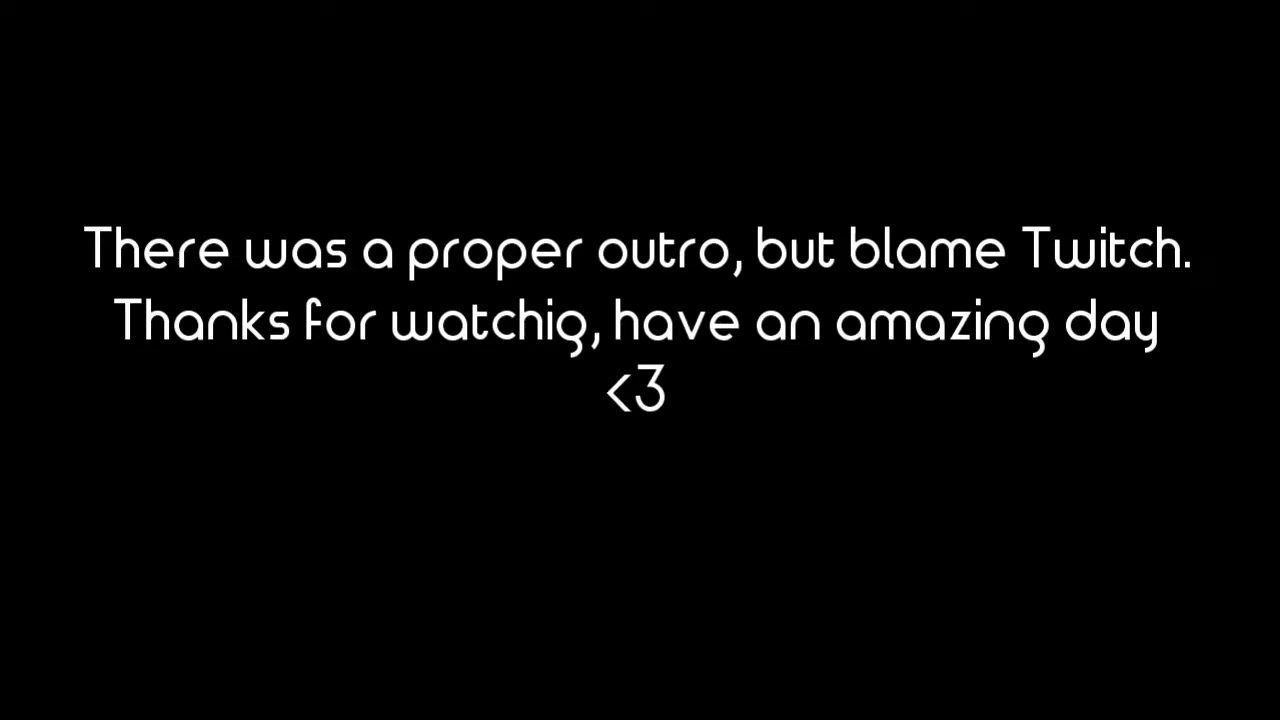 There was a proper outro, but blame Twitch.
Thanks for watchig, have an amazing day
<3